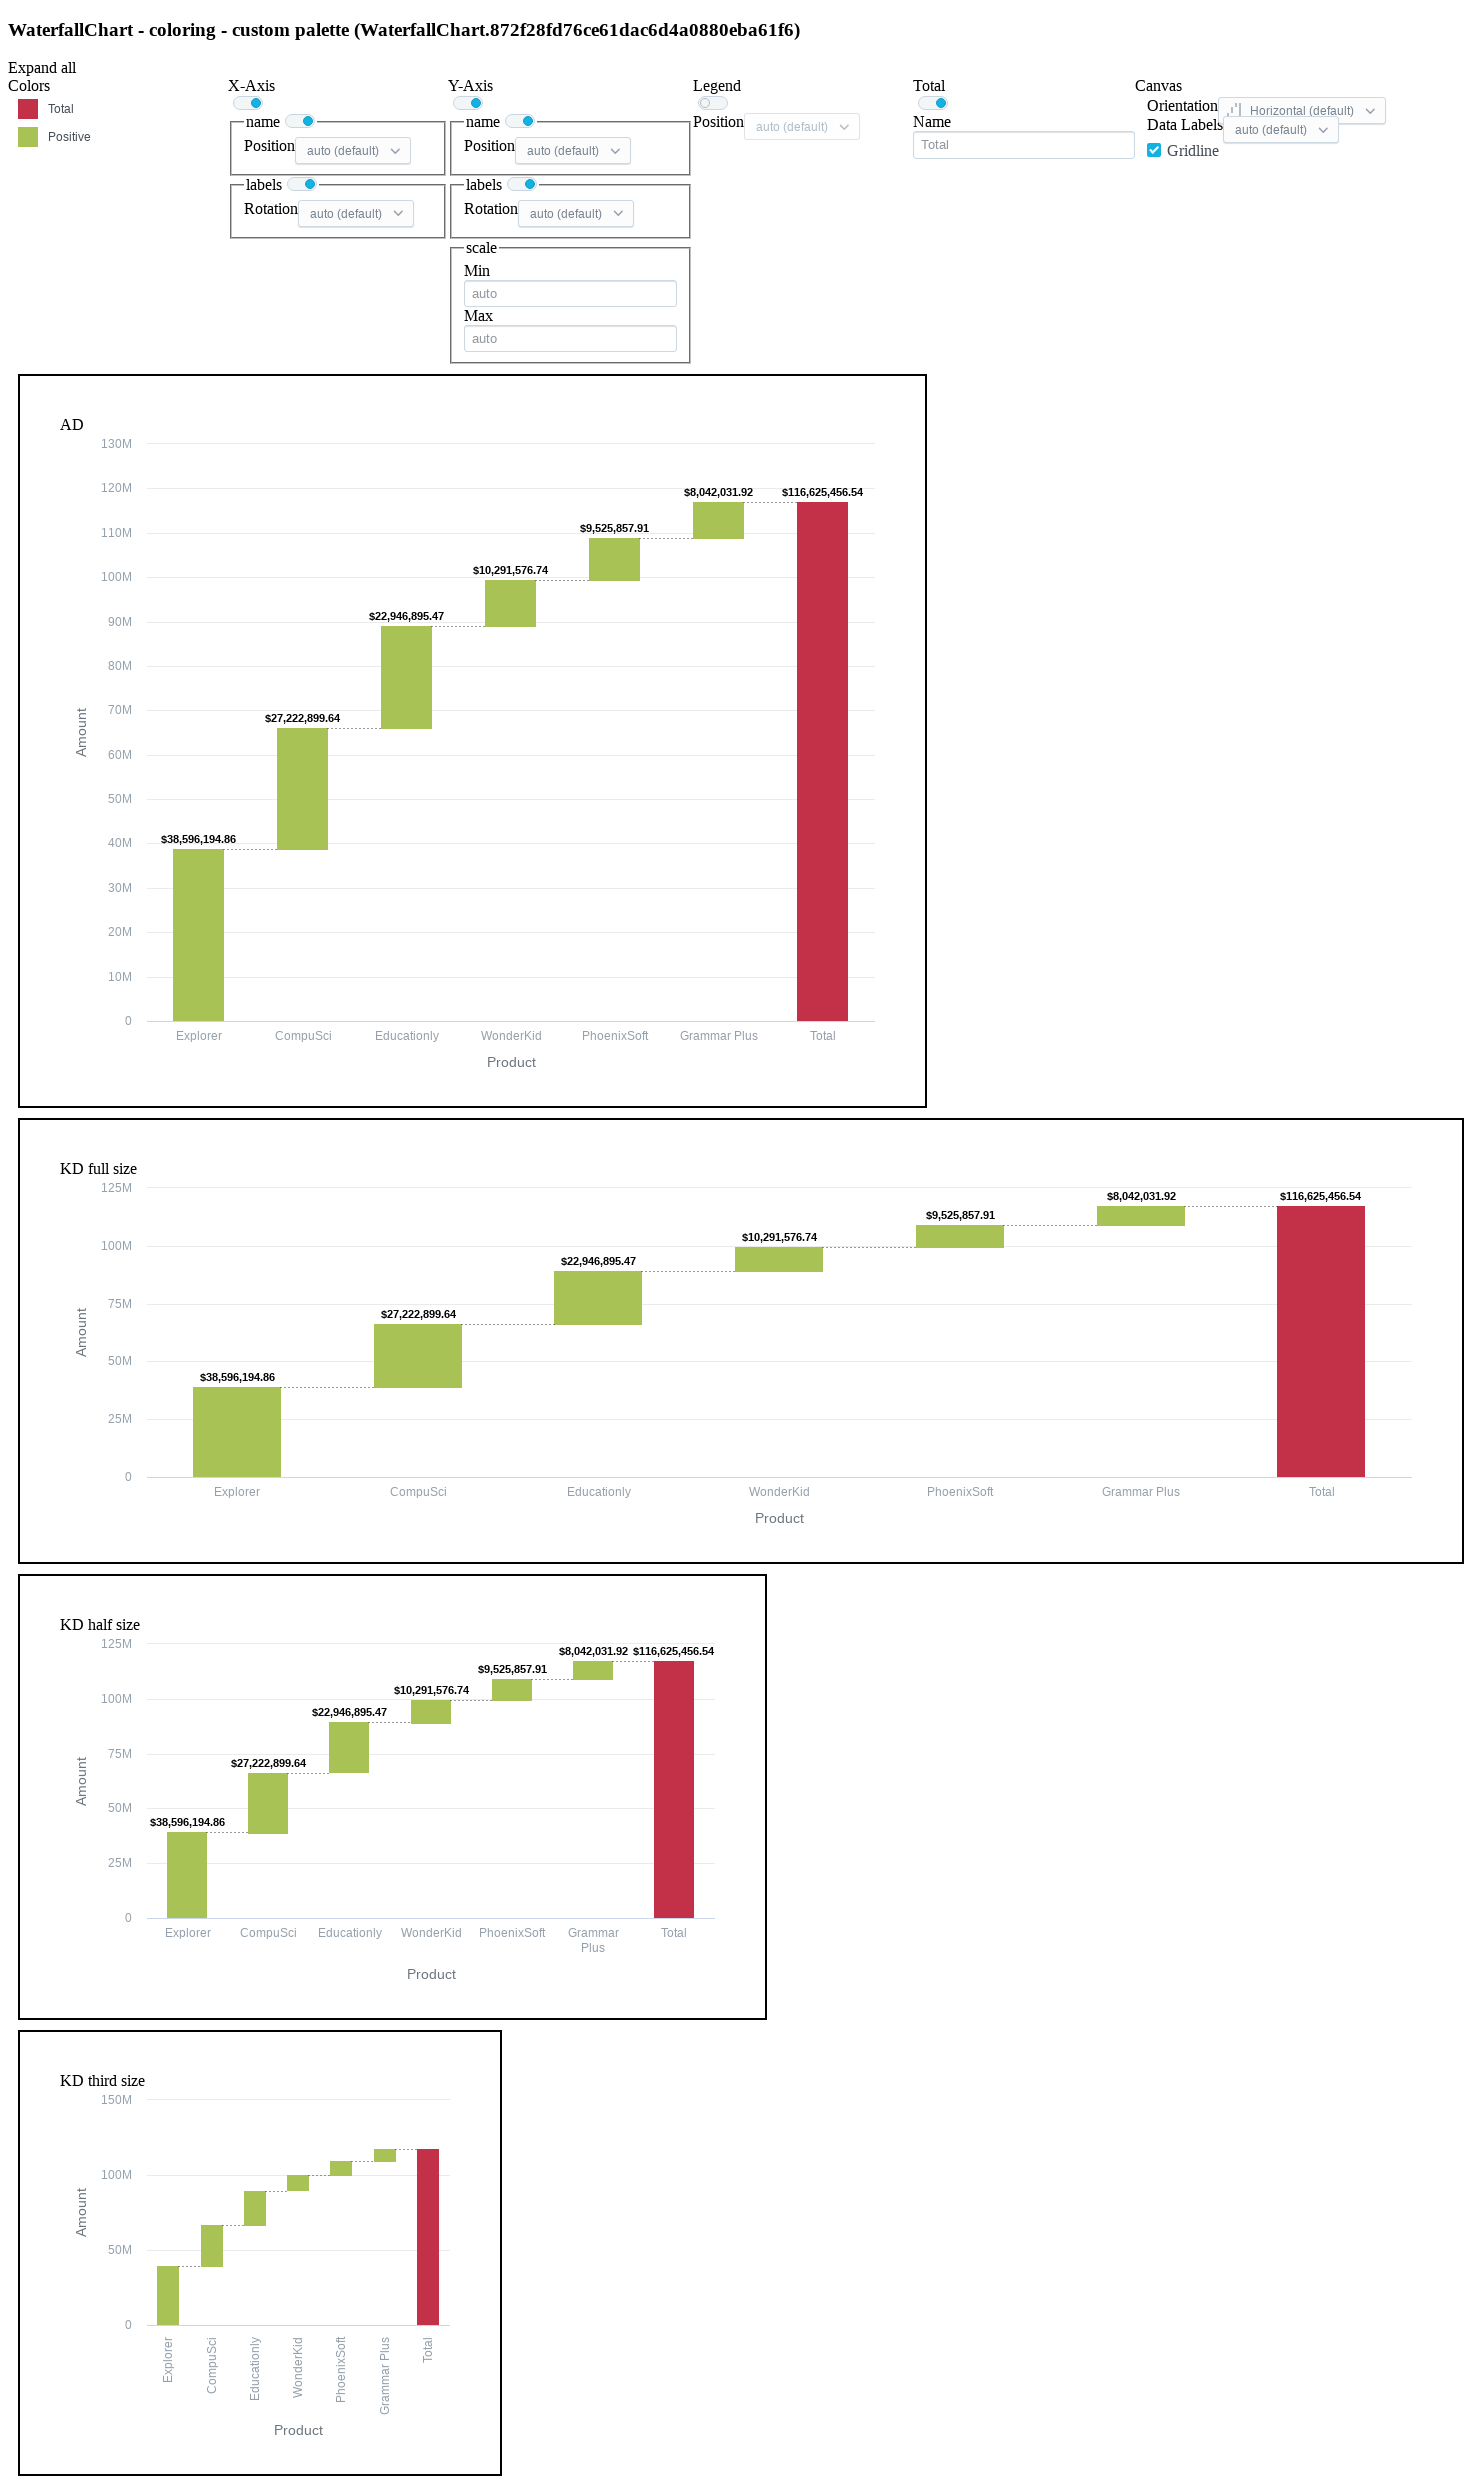 WaterfallChart - coloring - custom palette (WaterfallChart.872f28fd76ce61dac6d4a0880eba61f6)
Expand all
Colors
Total
Positive
X-Axis
name
Position auto (default)
labels
Rotation auto (default)
Y-Axis
name
Position auto (default)
labels
Rotation auto (default)
scale
Min
auto
Max
auto
Legend
Position auto (default)
Total
Name
Total
Canvas
Orientation Horizontal (default)
Data Labels auto (default)
Gridline
AD
130M
120M
110M
100M
90M
80M
70M
60M
50M
40M
30M
20M
10M
0
Amount
$38,596,194.86
$27,222,899.64
$22,946,895.47
$10,291,576.74
$9,525,857.91
$8,042,031.92
$116,625,456.54
Explorer
CompuSci
Educationly
WonderKid
PhoenixSoft
Grammar Plus
Total
Product
KD full size
125M
100M
75M
50M
25M
0
Amount
$38,596,194.86
$27,222,899.64
$22,946,895.47
$10,291,576.74
$9,525,857.91
$8,042,031.92
$116,625,456.54
Explorer
CompuSci
Educationly
WonderKid
PhoenixSoft
Grammar Plus
Total
Product
KD half size
125M
100M
75M
50M
25M
0
Amount
$38,596,194.86
$27,222,899.64
$22,946,895.47
$10,291,576.74
$9,525,857.91
$8,042,031.92
$116,625,456.54
Explorer
CompuSci
Educationly
WonderKid
PhoenixSoft
Grammar
Plus
Total
Product
KD third size
150M
100M
50M
0
Amount
Explorer
CompuSci
Educationly
WonderKid
PhoenixSoft
Grammar Plus
Total
Product